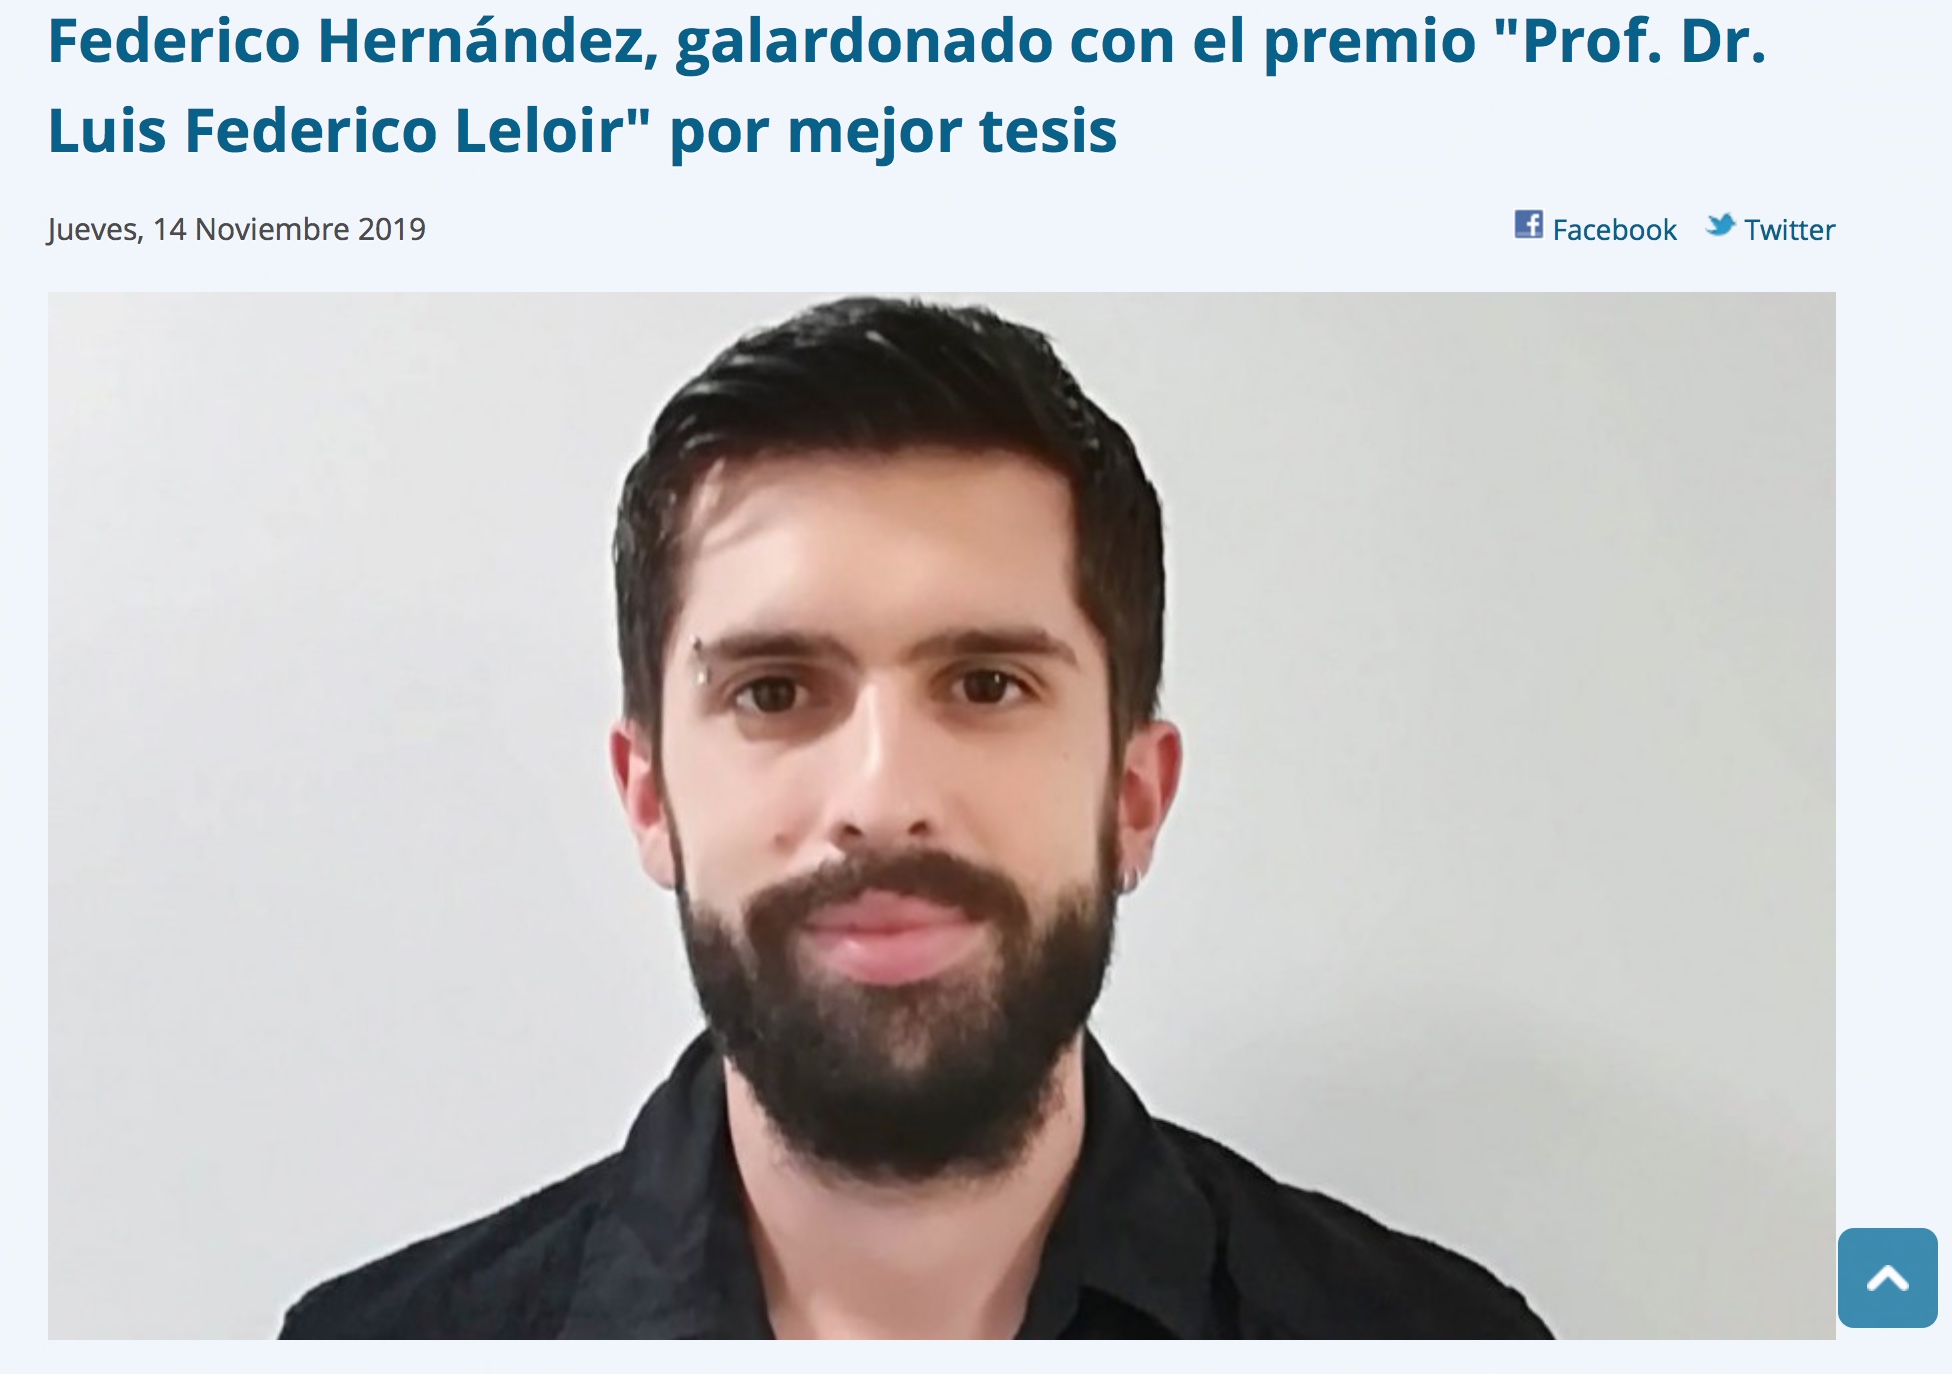 Federico Hernández, galardonado con el premio "Prof. Dr.
Luis Federico Leloir" por mejor tesis
Jueves, 14 Noviembre 2019
Facebook
Twitter